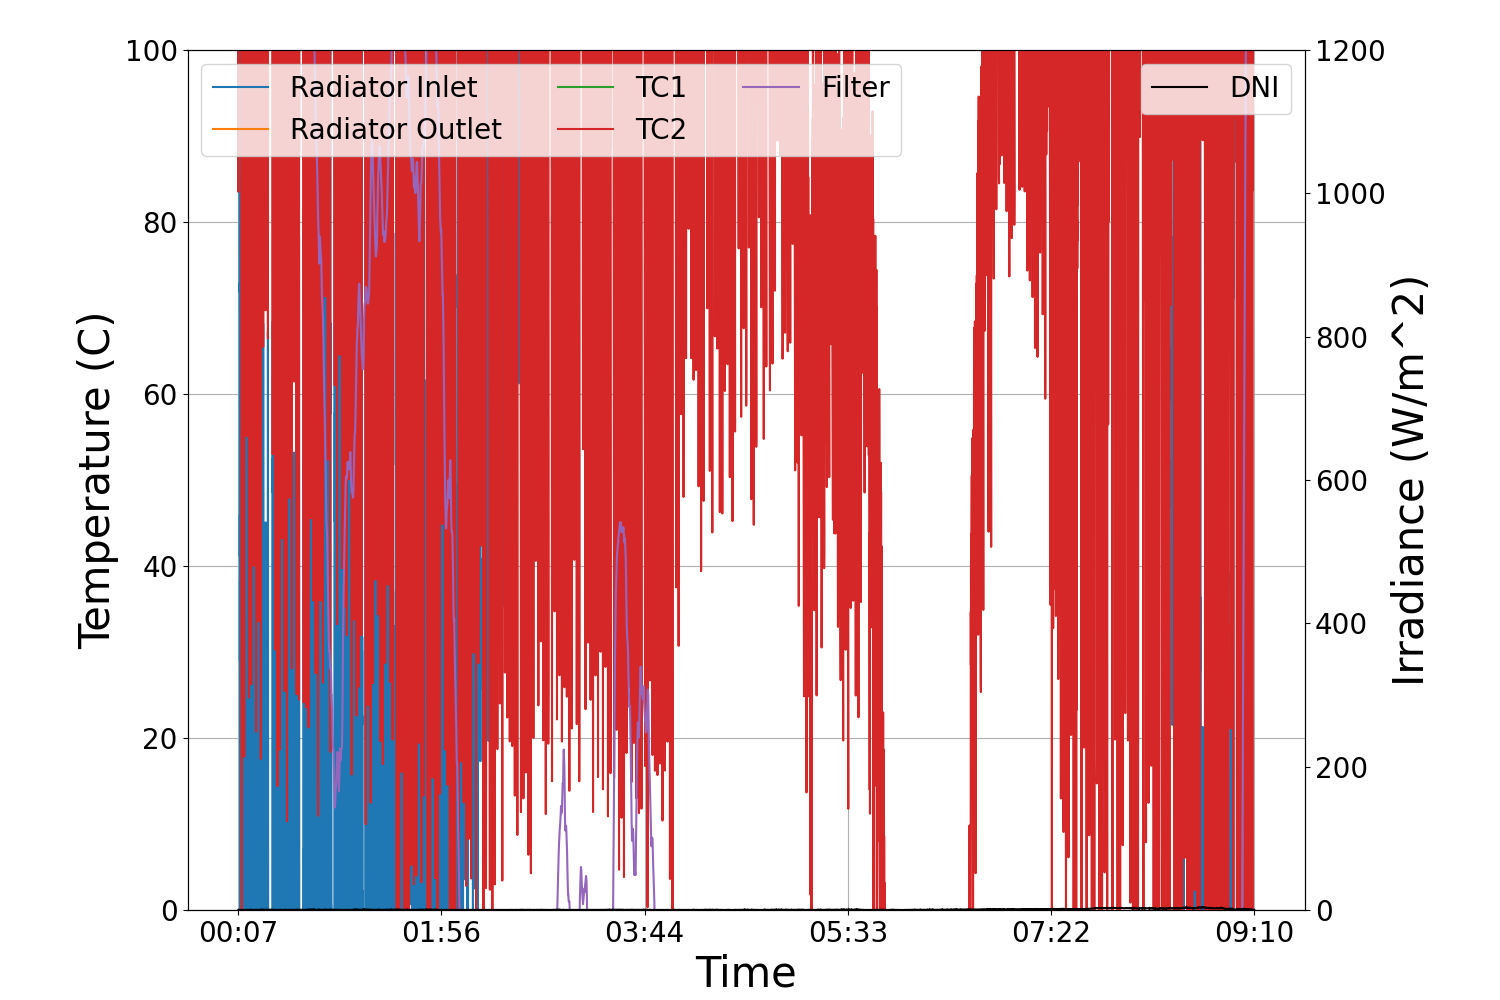 100
80
60
40
20
0
Temperature (C)
Radiator Inlet
Radiator Outlet
TC1
TC2
Filter
DNI
1200
1000
800
600
400
200
0
Irradiance (W/m^2)
00:07
01:56
03:44
05:33
07:22
09:10
Time